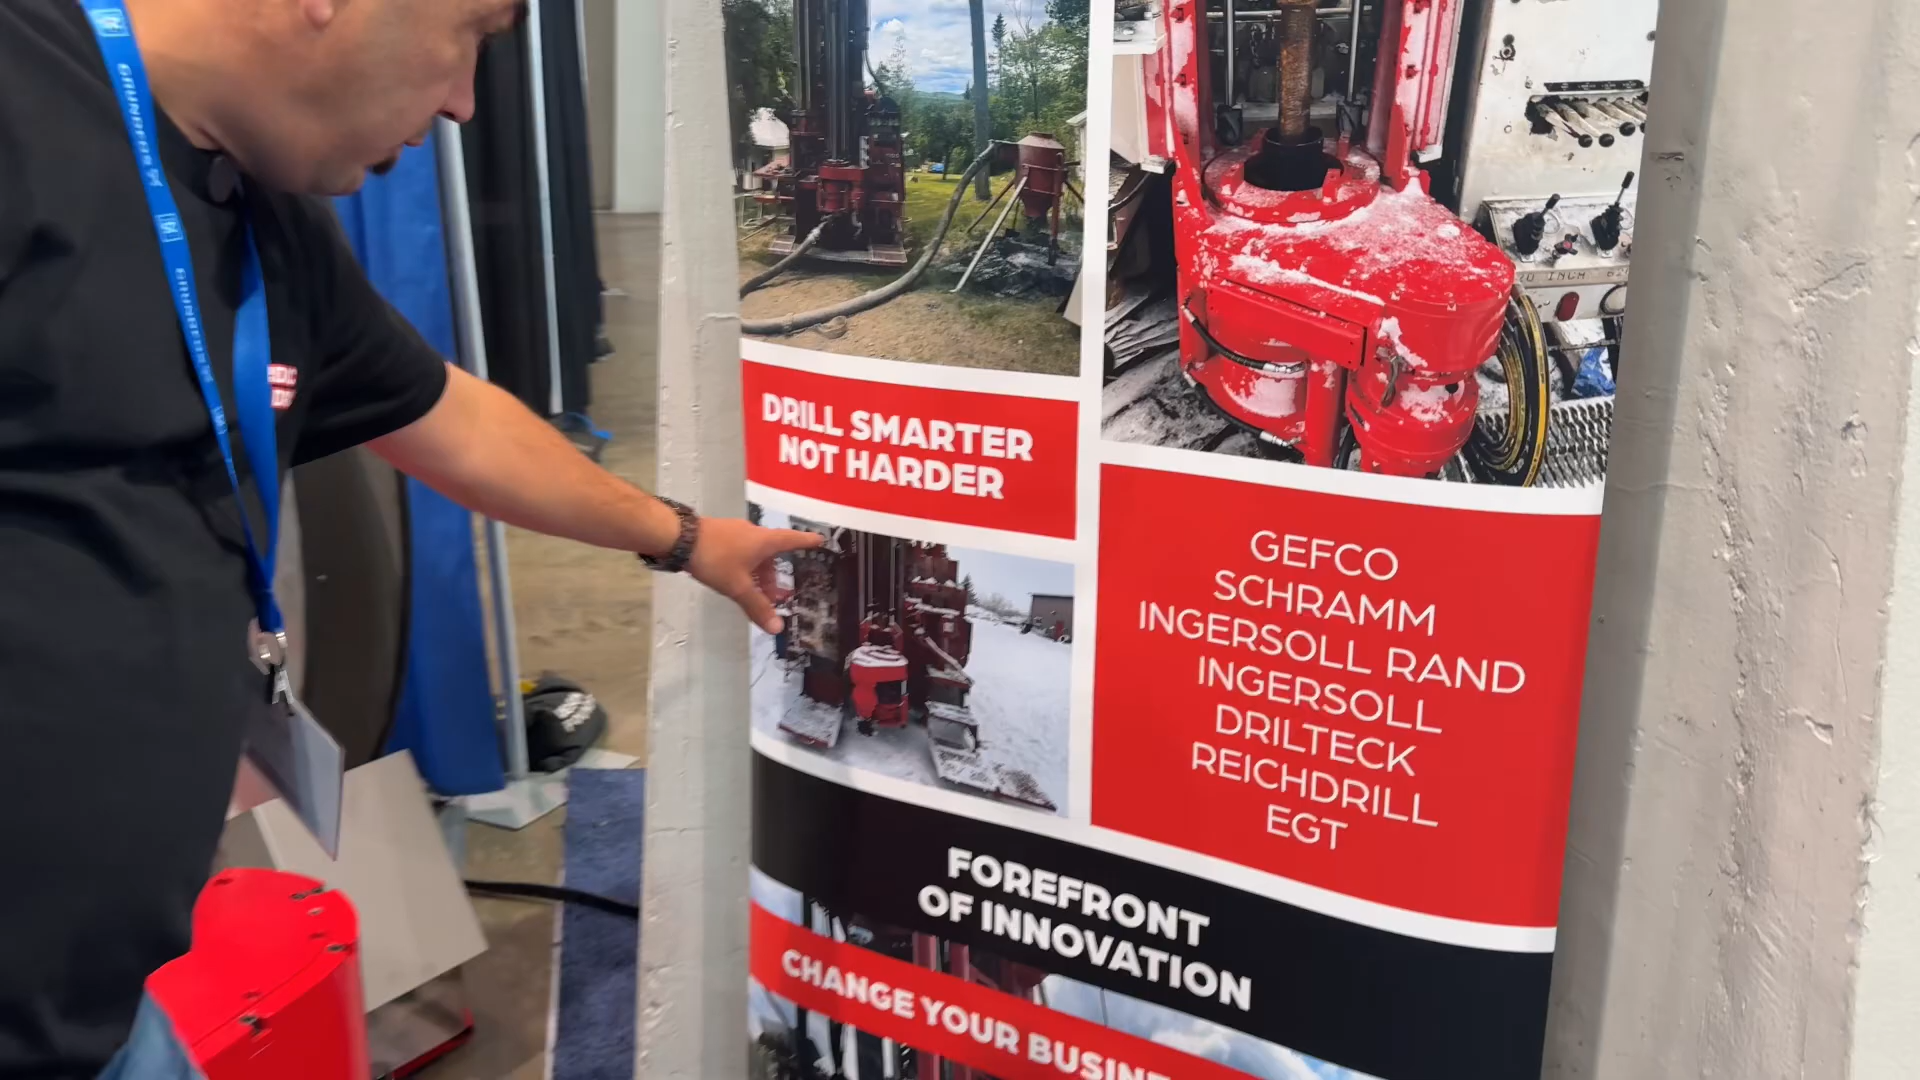 DRILL SMARTER
NOT HARDER
GEFCO
SCHRAMM
INGERSOLL RAND
INGERSOLL
DRILTECK
REICHDRILL
EGT
FOREFRONT
OF INNOVATION
CHANGE YOUR